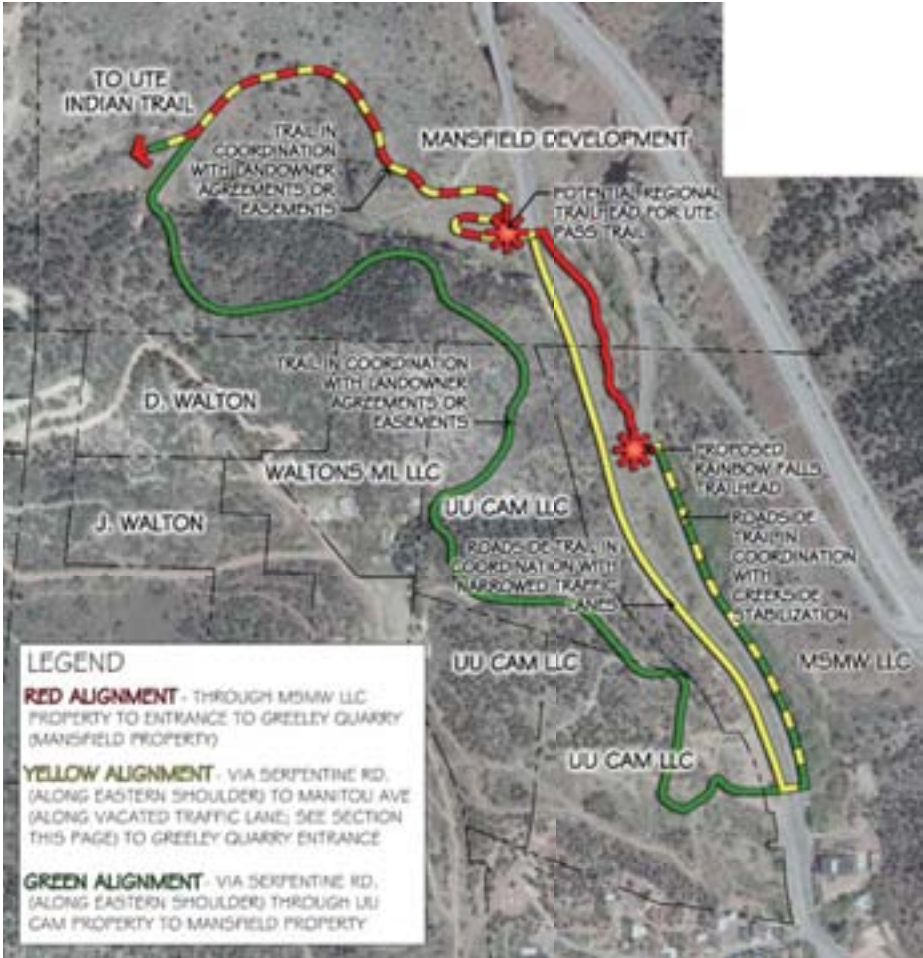 TO UTE
INDIAN TRAIL
TRAIL IN
COORDINATION
WITH LANDOWNER
AGREEMENTS OR
EASEMENTS
MANSFIELD DEVELOPMENT
POTENTIAL REGIONAL
TRAILHEAD FOR UTE
PASS TRAIL
TRAIL IN COORDINATION
WITH LANDOWNER
AGREEMENTS OR
EASEMENTS
D. WALTON
WALTONS ML LLC
J. WALTON
UU CAM LLC
PROPOSED
RAINBOW FALLS
TRAILHEAD
ROADSIDE TRAIL IN
COORDINATION WITH
NARROWED TRAFFIC
LANES
ROADSIDE
TRAIL IN
COORDINATION
WITH
CREEKSIDE
STABILIZATION
UU CAM LLC
MSMW LLC
UU CAM LLC
LEGEND
RED ALIGNMENT - THROUGH MSMW LLC
PROPERTY TO ENTRANCE TO GREELEY QUARRY
(MANSFIELD PROPERTY)
YELLOW ALIGNMENT - VIA SERPENTINE RD.
(ALONG EASTERN SHOULDER) TO MANITOU AVE
(ALONG VACATED TRAFFIC LANE; SEE SECTION
THIS PAGE) TO GREELEY QUARRY ENTRANCE
GREEN ALIGNMENT - VIA SERPENTINE RD.
(ALONG EASTERN SHOULDER) THROUGH UU
CAM PROPERTY TO MANSFIELD PROPERTY